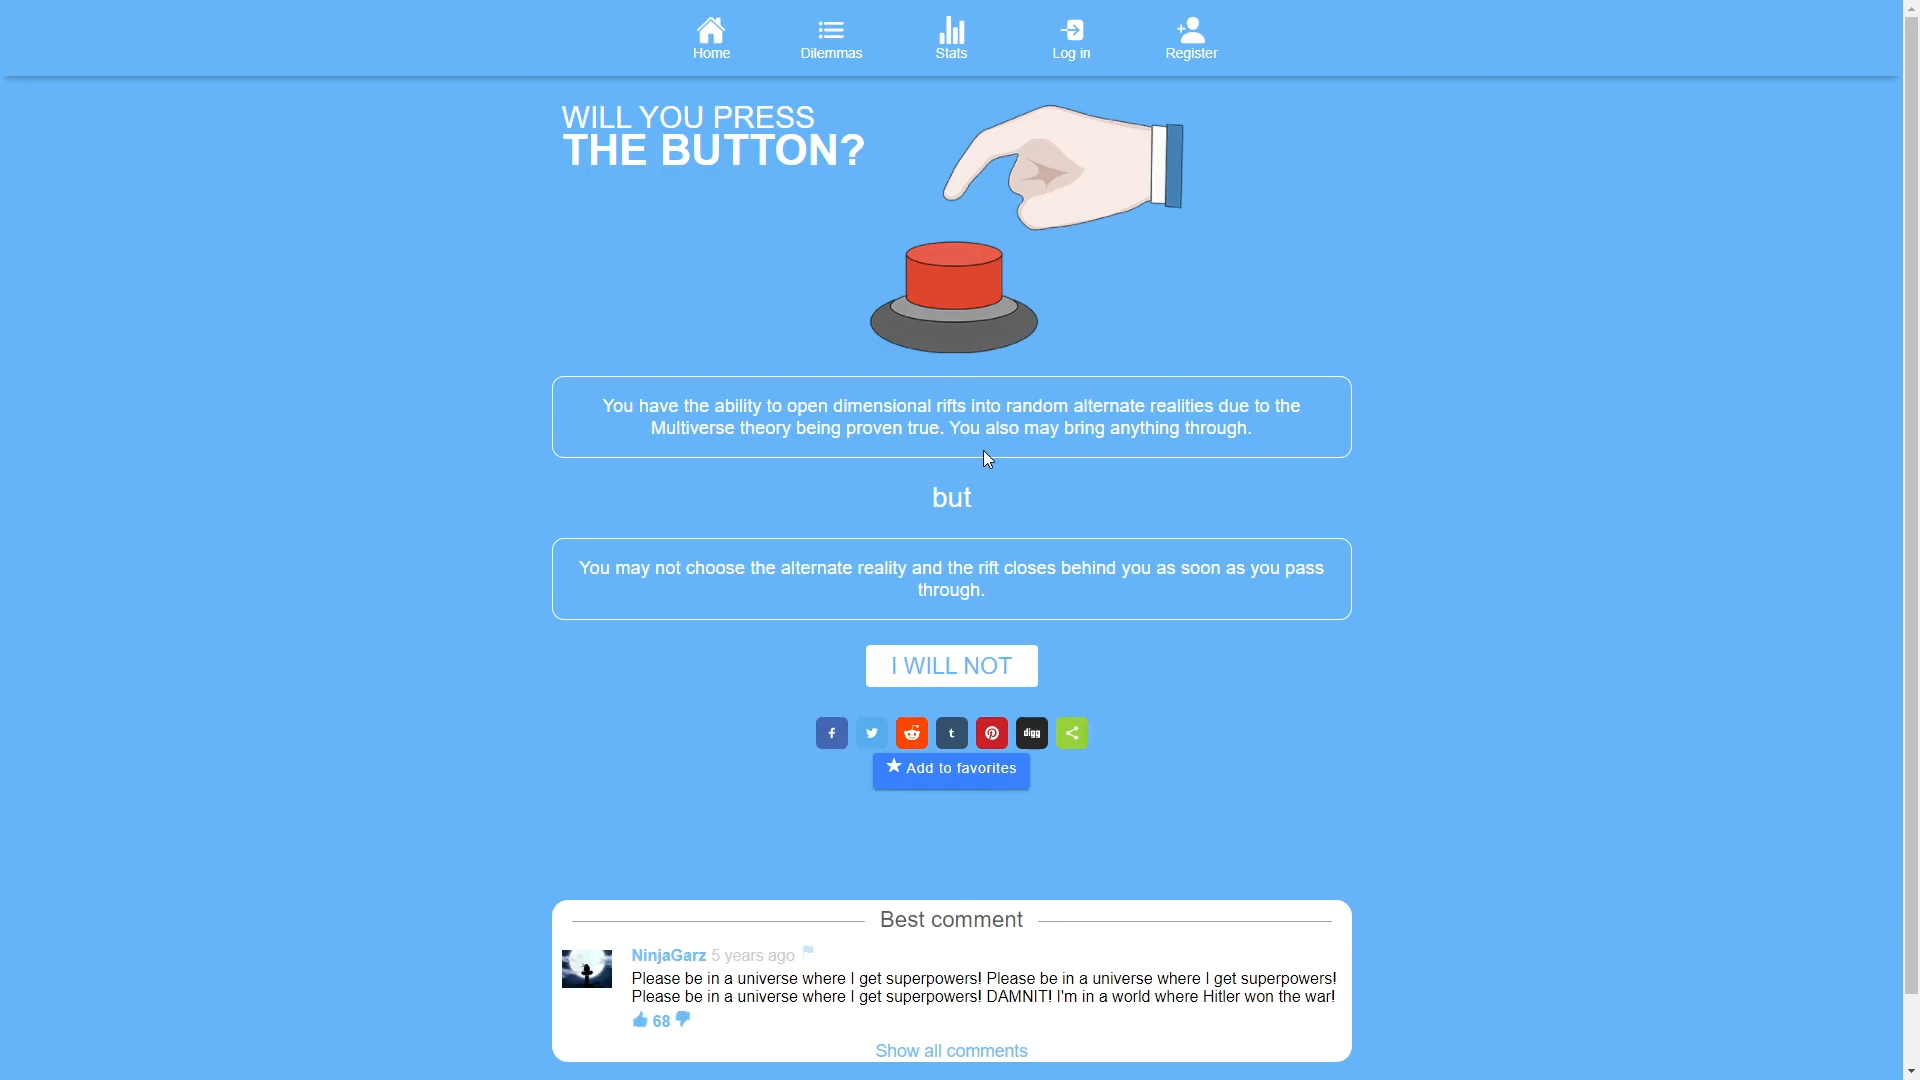 Home
Dilemmas
Stats
Log in
Register
WILL YOU PRESS
THE BUTTON?
You have the ability to open dimensional rifts into random alternate realities due to the
Multiverse theory being proven true. You also may bring anything through.
but
You may not choose the alternate reality and the rift closes behind you as soon as you pass
through.
I WILL NOT
f
t
digg
Add to favorites
Best comment
NinjaGarz 5 years ago
Please be in a universe where I get superpowers! Please be in a universe where I get superpowers!
Please be in a universe where I get superpowers! DAMNIT! I'm in a world where Hitler won the war!
68
Show all comments